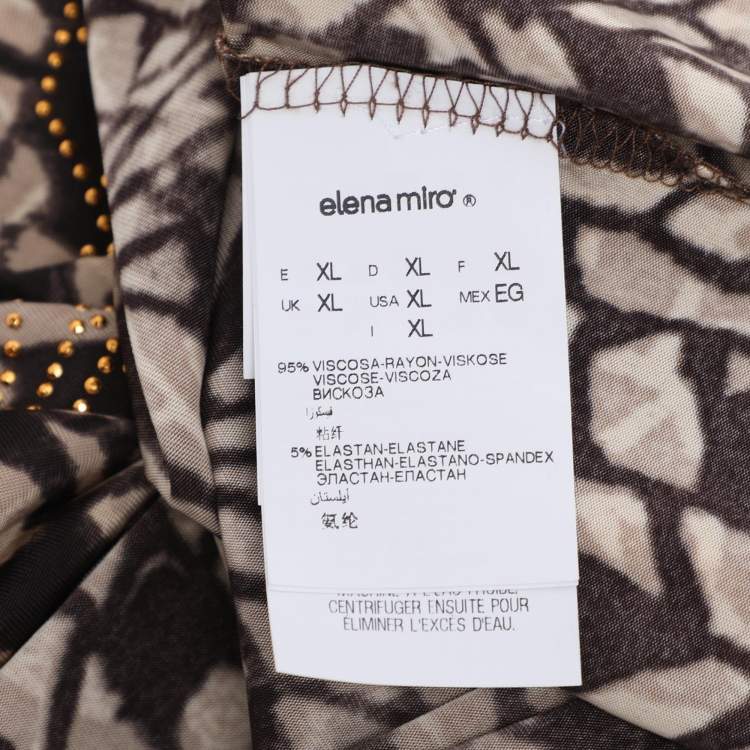 elena mirò ®
E XL D XL F XL
UK XL USA XL MEX EG
I XL
95% VISCOSA-RAYON-VISKOSE
VISCOSE-VISCOZA
ВИСКОЗА
فسكوزا
粘纤
5% ELASTAN-ELASTANE
ELASTHAN-ELASTANO-SPANDEX
ЭЛАСТАН-ЕЛАСТАН
أيلستان
氨纶
CENTRIFUGER ENSUITE POUR
ÉLIMINER L'EXCÈS D'EAU.